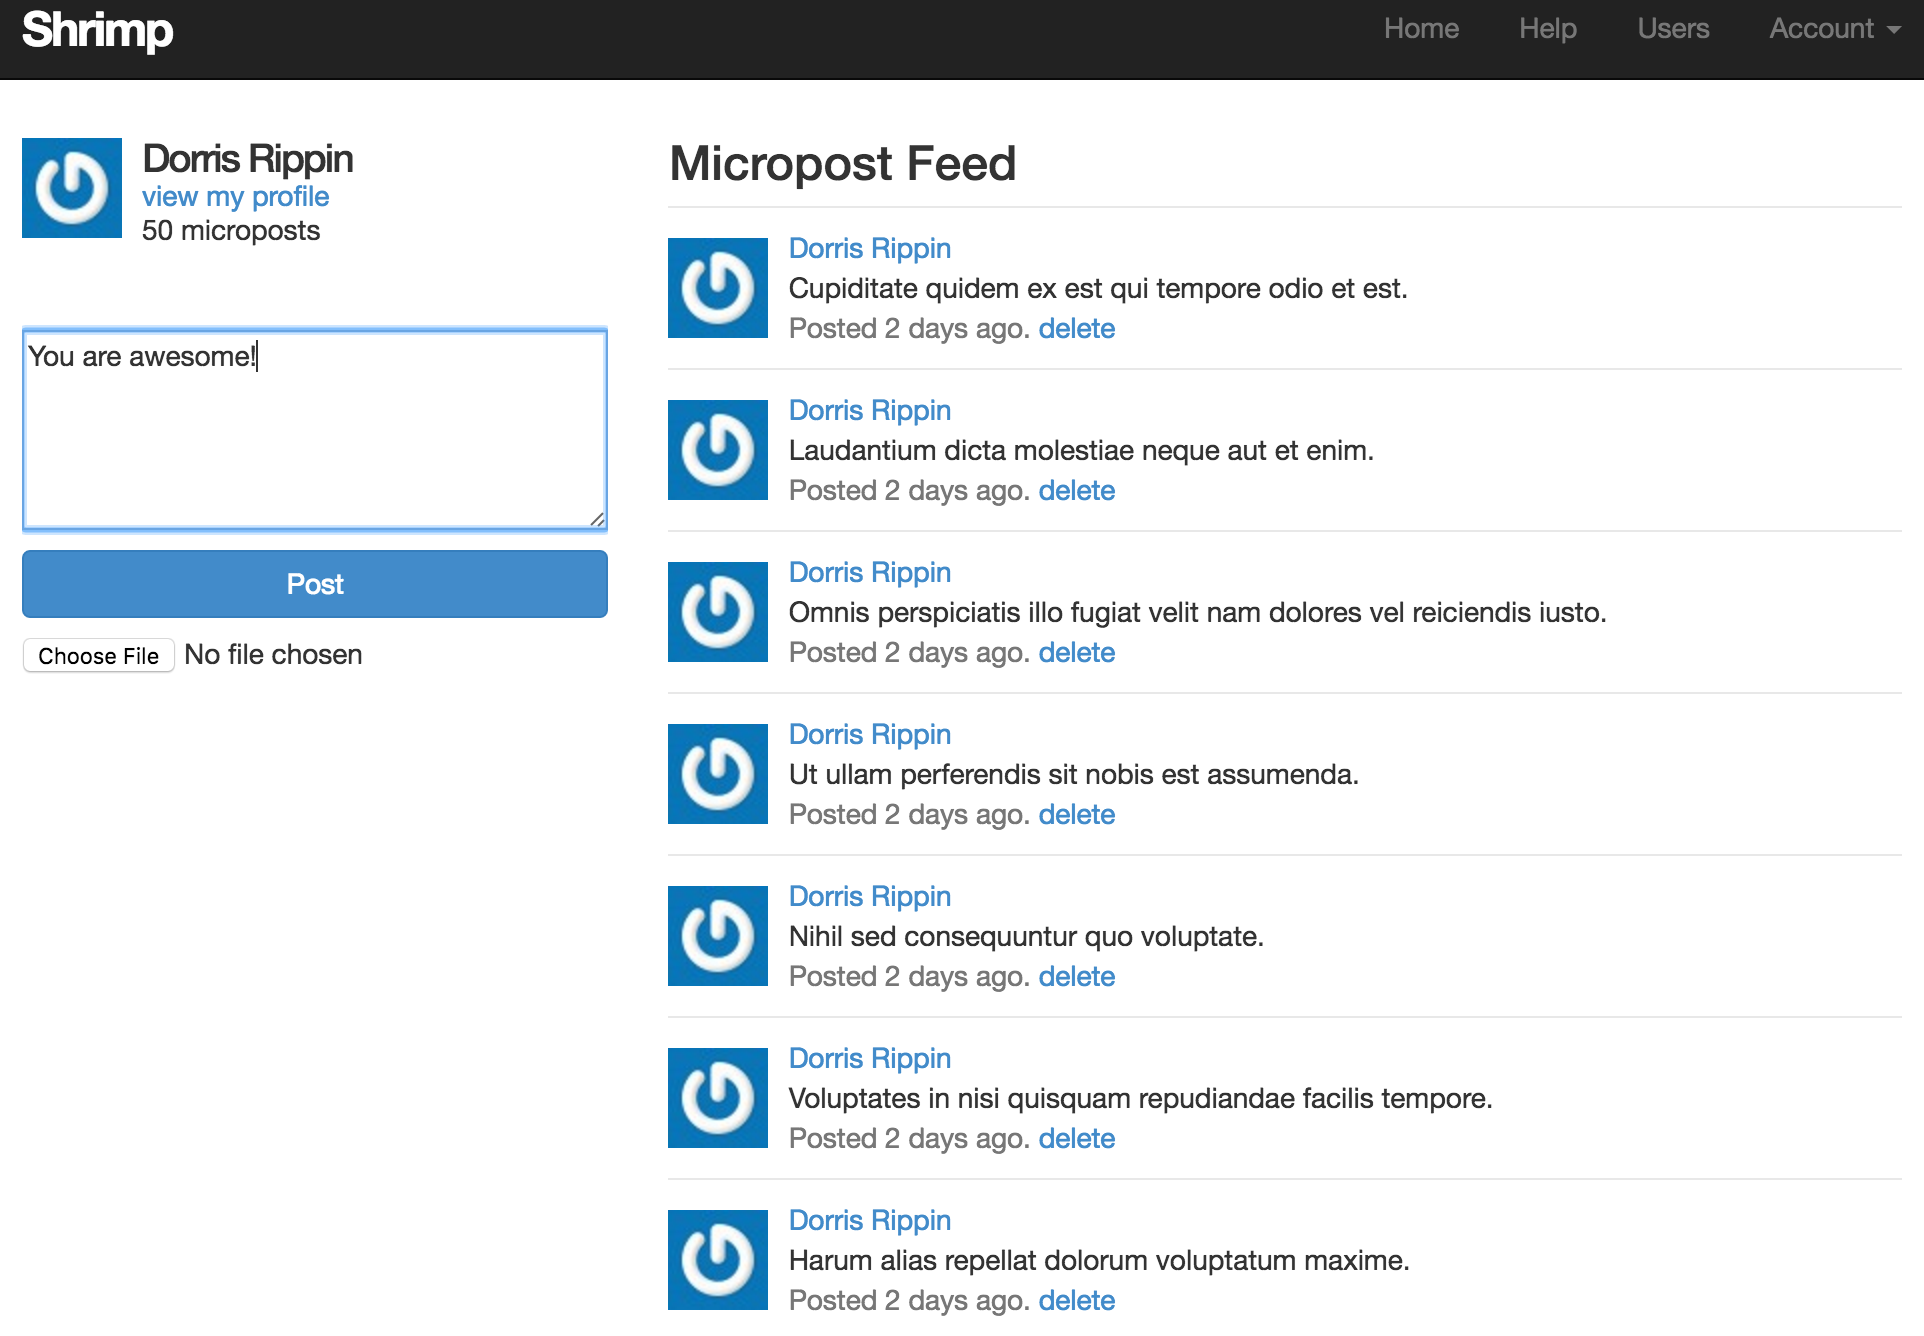 Shrimp
Home Help Users Account
Dorris Rippin
view my profile
50 microposts
You are awesome!
Post
Choose File No file chosen
Micropost Feed
Dorris Rippin
Cupiditate quidem ex est qui tempore odio et est.
Posted 2 days ago. delete
Dorris Rippin
Laudantium dicta molestiae neque aut et enim.
Posted 2 days ago. delete
Dorris Rippin
Omnis perspiciatis illo fugiat velit nam dolores vel reiciendis iusto.
Posted 2 days ago. delete
Dorris Rippin
Ut ullam perferendis sit nobis est assumenda.
Posted 2 days ago. delete
Dorris Rippin
Nihil sed consequuntur quo voluptate.
Posted 2 days ago. delete
Dorris Rippin
Voluptates in nisi quisquam repudiandae facilis tempore.
Posted 2 days ago. delete
Dorris Rippin
Harum alias repellat dolorum voluptatum maxime.
Posted 2 days ago. delete